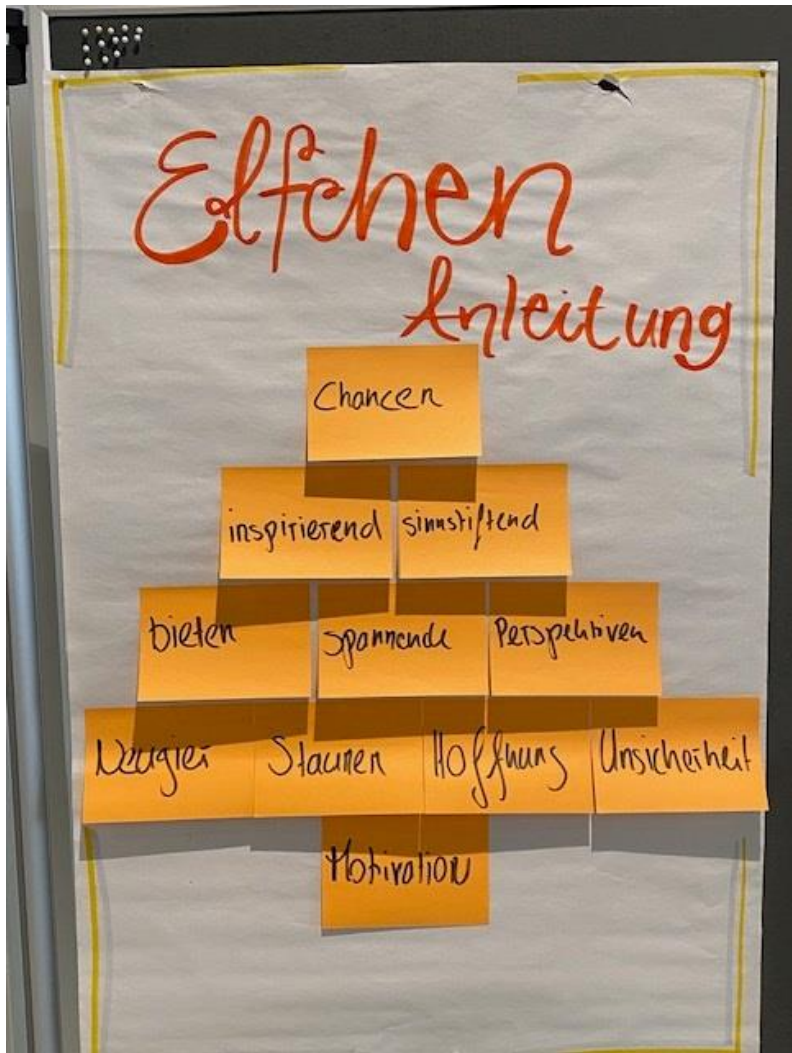 Elfchen
Anleitung
Chancen
inspirierend sinnstiftend
bieten spannende Perspektiven
Neugier Staunen Hoffnung Unsicherheit
Motivation